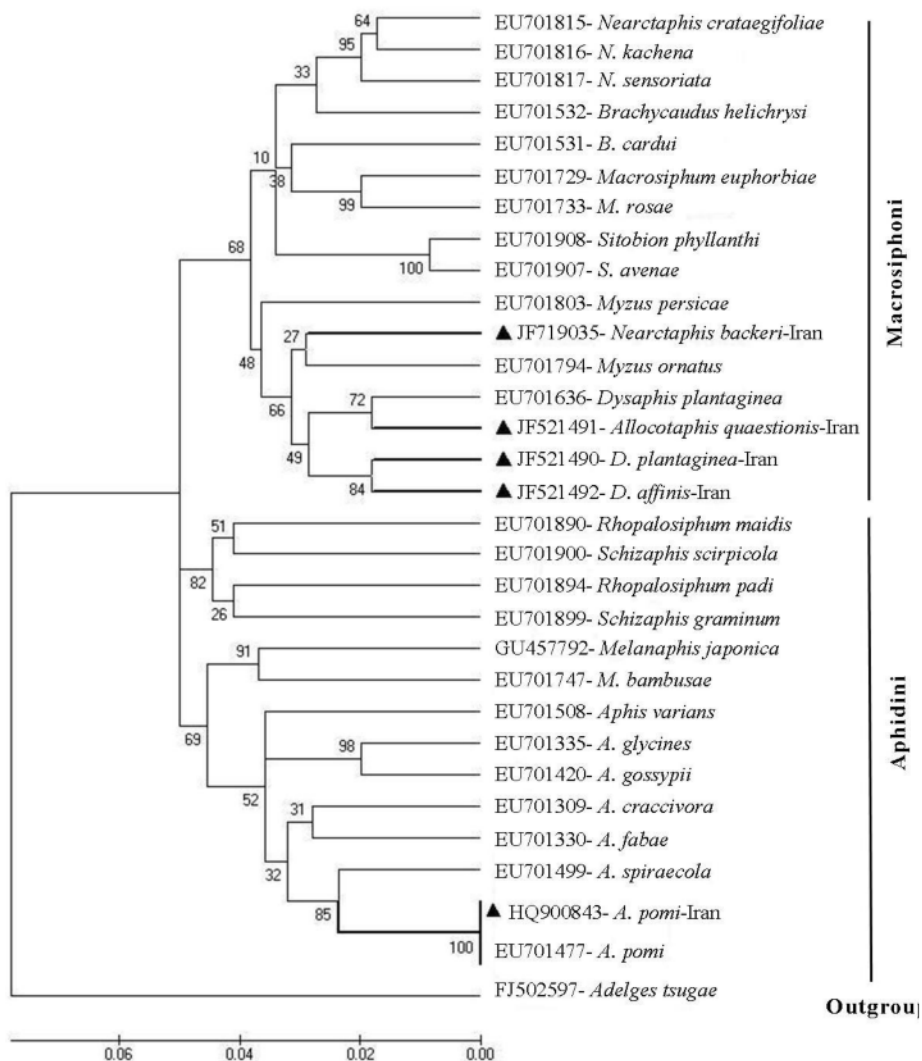 64
EU701815- Nearctaphis crataegifoliae
95
EU701816- N. kachena
33
EU701817- N. sensoriata
EU701532- Brachycaudus helichrysi
10
EU701531- B. cardui
38
EU701729- Macrosiphum euphorbiae
99
EU701733- M. rosae
68
EU701908- Sitobion phyllanthi
100
EU701907- S. avenae
EU701803- Myzus persicae
27
▲ JF719035- Nearctaphis backeri-Iran
48
EU701794- Myzus ornatus
66
72
EU701636- Dysaphis plantaginea
▲ JF521491- Allocotaphis quaestionis-Iran
49
▲ JF521490- D. plantaginea-Iran
84
▲ JF521492- D. affinis-Iran
Macrosiphoni
51
EU701890- Rhopalosiphum maidis
EU701900- Schizaphis scirpicola
82
EU701894- Rhopalosiphum padi
26
EU701899- Schizaphis graminum
91
GU457792- Melanaphis japonica
EU701747- M. bambusae
69
EU701508- Aphis varians
98
EU701335- A. glycines
EU701420- A. gossypii
52
31
EU701309- A. craccivora
EU701330- A. fabae
32
EU701499- A. spiraecola
85
▲ HQ900843- A. pomi-Iran
100
EU701477- A. pomi
Aphidini
FJ502597- Adelges tsugae
Outgroup
0.06 0.04 0.02 0.00